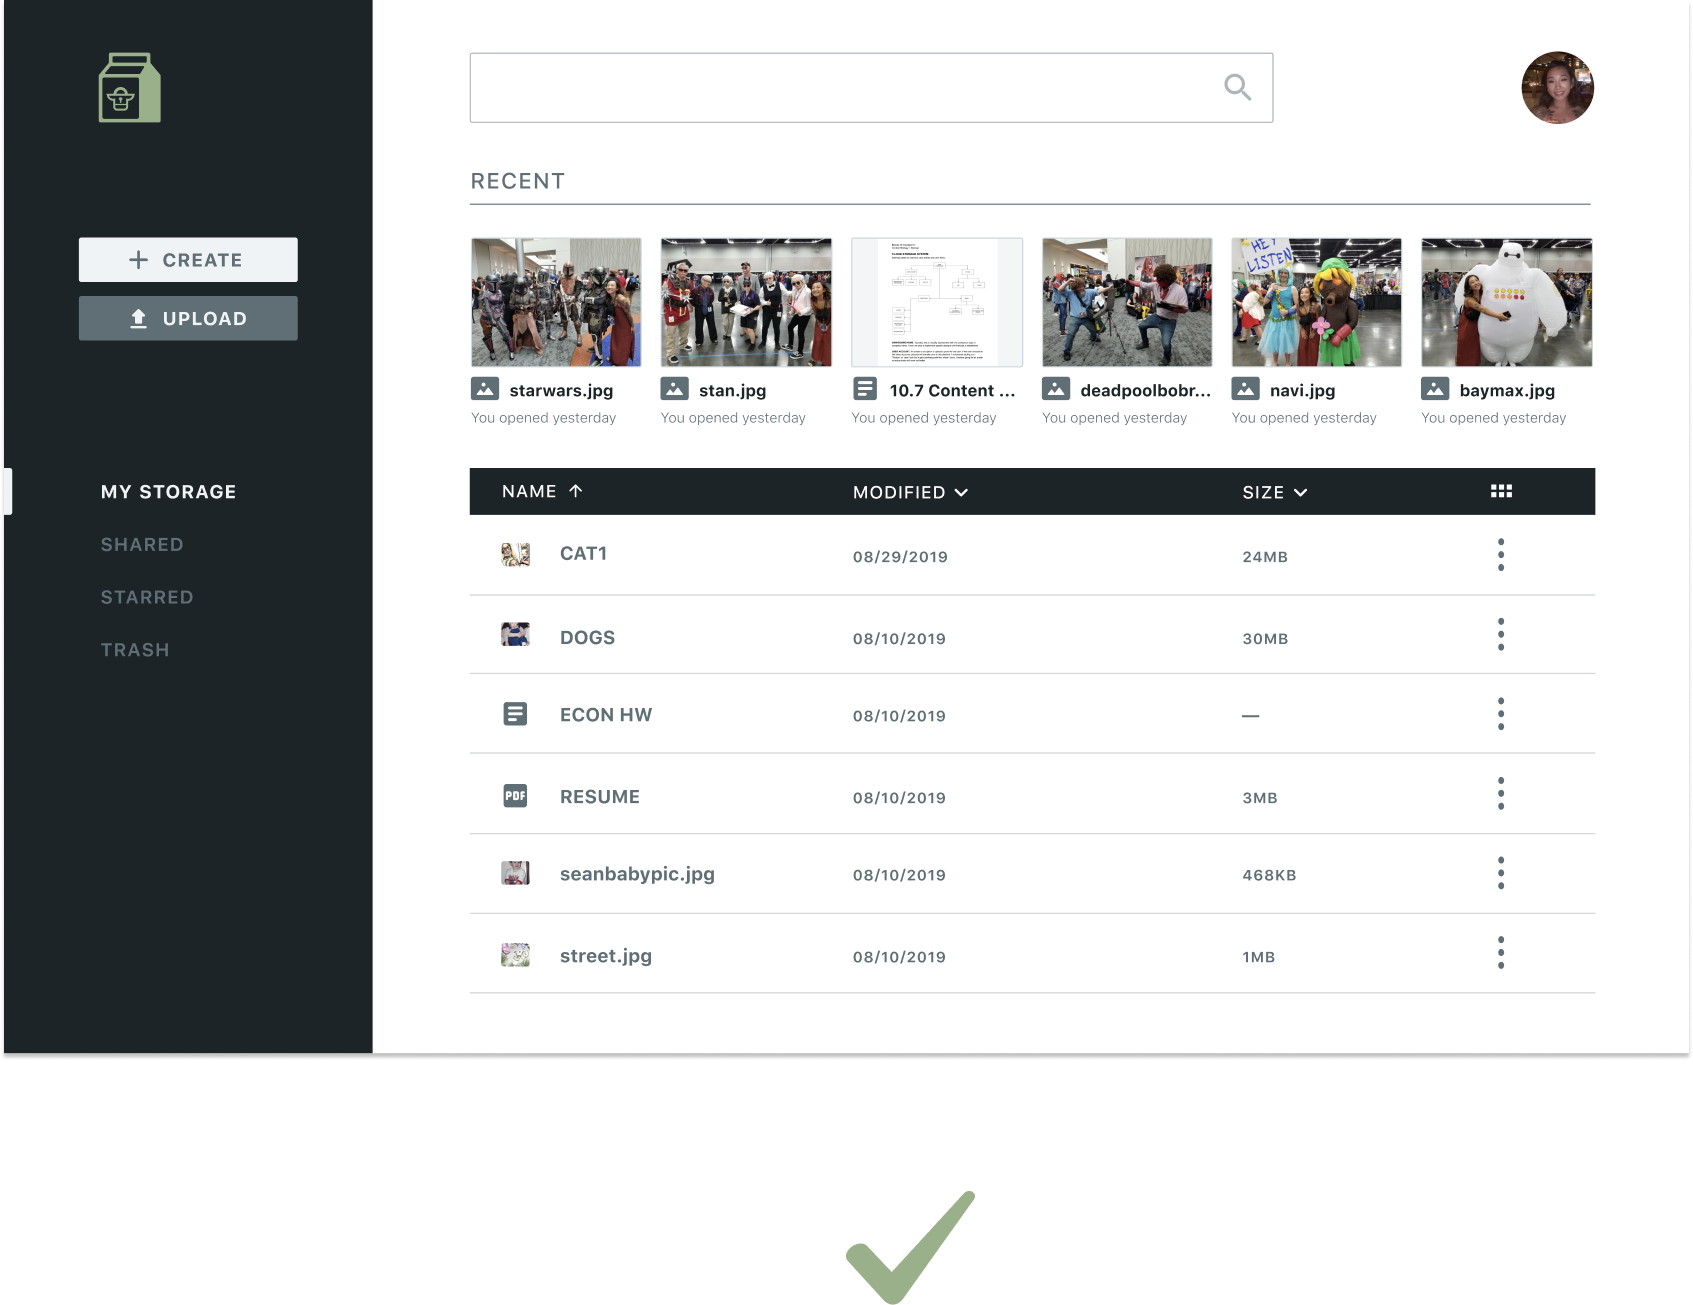 CREATE
UPLOAD
MY STORAGE
SHARED
STARRED
TRASH
RECENT
HEY
LISTEN
starwars.jpg
You opened yesterday
stan.jpg
You opened yesterday
10.7 Content ...
You opened yesterday
deadpoolbobr...
You opened yesterday
navi.jpg
You opened yesterday
baymax.jpg
You opened yesterday
NAME MODIFIED SIZE
CAT1 08/29/2019 24MB
DOGS 08/10/2019 30MB
ECON HW 08/10/2019 —
PDF RESUME 08/10/2019 3MB
seanbabypic.jpg 08/10/2019 468KB
street.jpg 08/10/2019 1MB